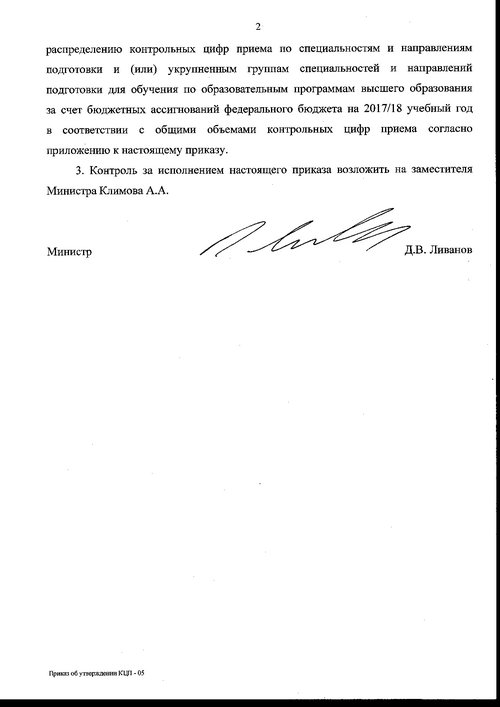 2
распределению контрольных цифр приема по специальностям и направлениям
подготовки и (или) укрупненным группам специальностей и направлений
подготовки для обучения по образовательным программам высшего образования
за счет бюджетных ассигнований федерального бюджета на 2017/18 учебный год
в соответствии с общими объемами контрольных цифр приема согласно
приложению к настоящему приказу.
3. Контроль за исполнением настоящего приказа возложить на заместителя
Министра Климова А.А.
Министр Д.В. Ливанов
Приказ об утверждении КЦП - 05